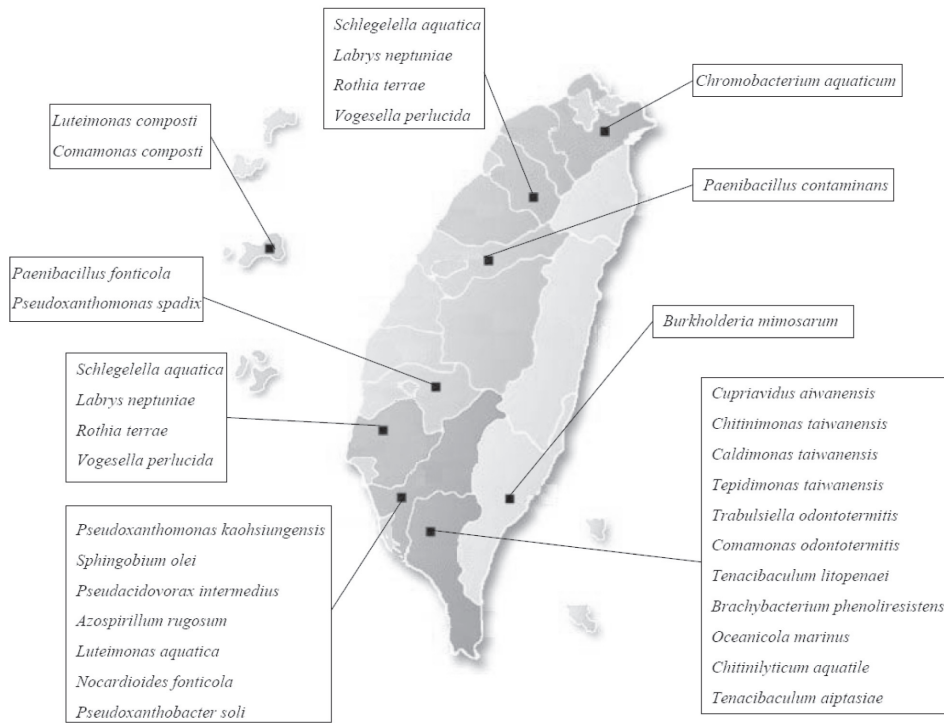 Schlegelella aquatica
Labrys neptuniae
Rothia terrae
Vogesella perlucida
Chromobacterium aquaticum
Luteimonas composti
Comamonas composti
Paenibacillus contaminans
Paenibacillus fonticola
Pseudoxanthomonas spadix
Burkholderia mimosarum
Schlegelella aquatica
Labrys neptuniae
Rothia terrae
Vogesella perlucida
Cupriavidus aiwanensis
Chitinimonas taiwanensis
Caldimonas taiwanensis
Tepidimonas taiwanensis
Trabulsiella odontotermitis
Comamonas odontotermitis
Tenacibaculum litopenaei
Brachybacterium phenoliresistens
Oceanicola marinus
Chitinilyticum aquatile
Tenacibaculum aiptasiae
Pseudoxanthomonas kaohsiungensis
Sphingobium olei
Pseudacidovorax intermedius
Azospirillum rugosum
Luteimonas aquatica
Nocardioides fonticola
Pseudoxanthobacter soli